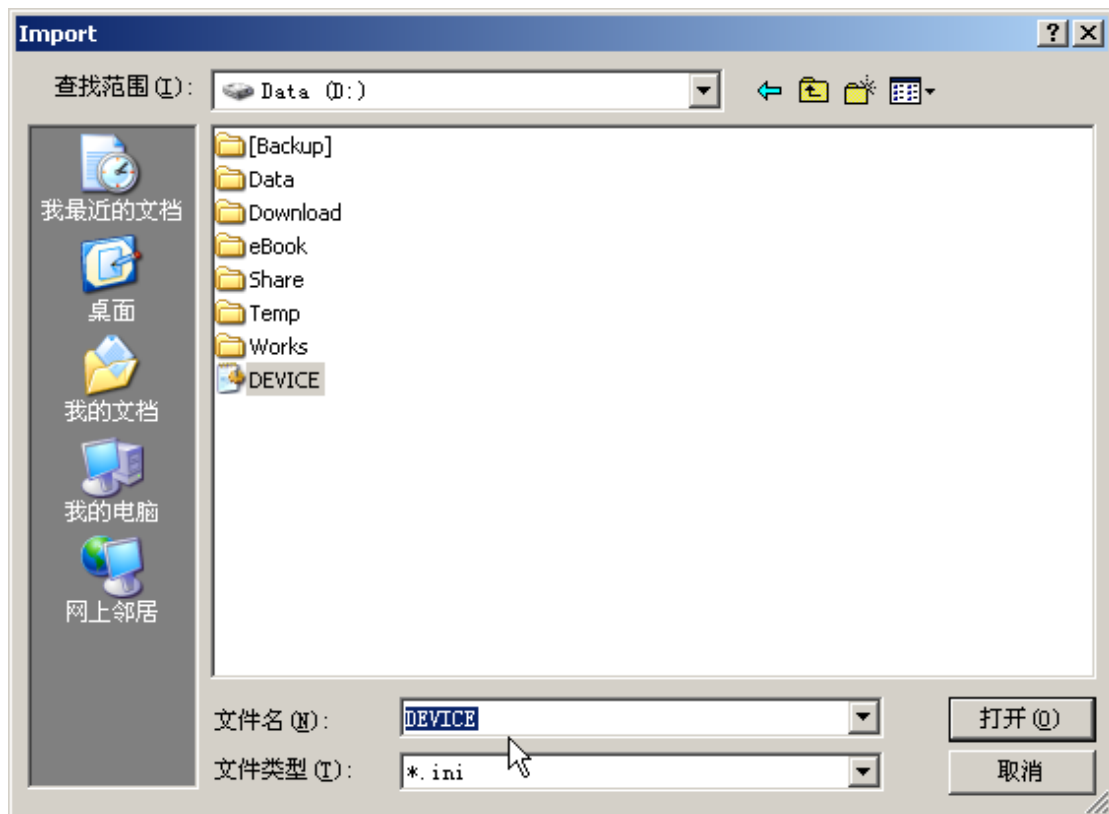 Import
查找范围(I): Data (D:)
我最近的文档
桌面
我的文档
我的电脑
网上邻居
[Backup]
Data
Download
eBook
Share
Temp
Works
DEVICE
文件名(N): DEVICE 打开(O)
文件类型(T): *.ini 取消